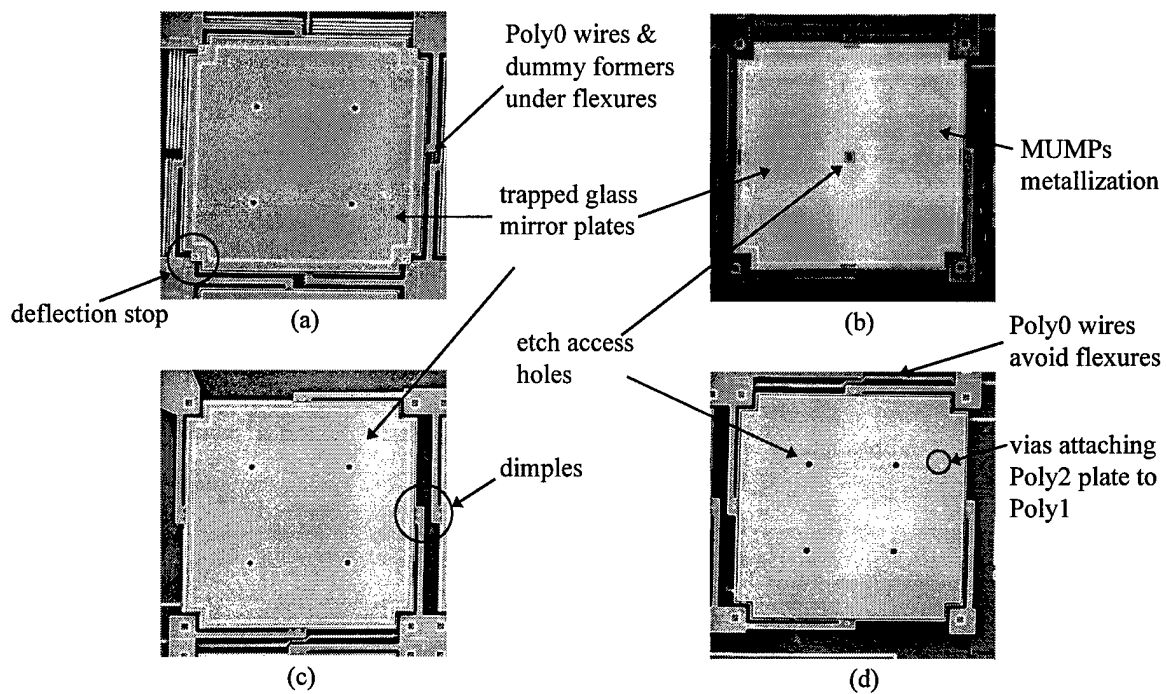 Poly0 wires &
dummy formers
under flexures
MUMPs
metallization
trapped glass
mirror plates
deflection stop
(a)
(b)
etch access
holes
Poly0 wires
avoid flexures
dimples
vias attaching
Poly2 plate to
Poly1
(c)
(d)